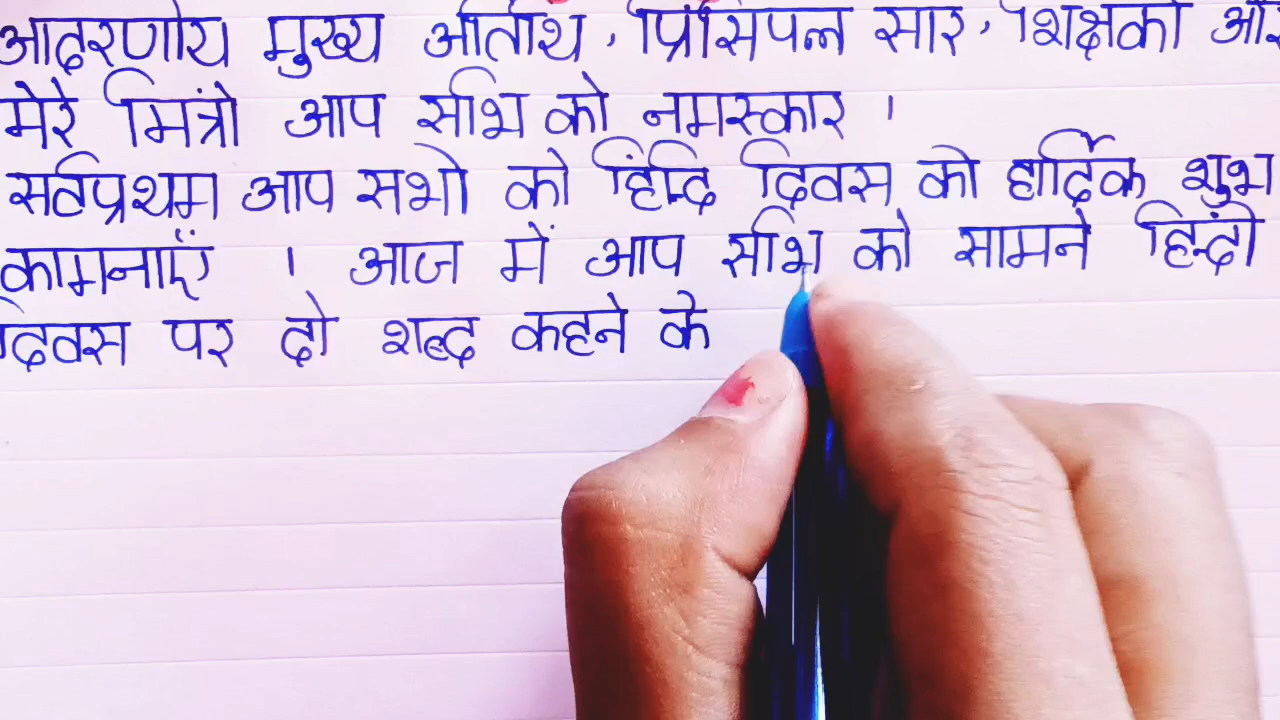 आदरणीय मुख्य अतिथि, प्रिंसिपल सार, शिक्षको और
मेरे मित्रों आप सभि को नमस्कार ।
सर्वप्रथम आप सभी को हिंदि दिवस की हार्दिक शुभ
कामनाएँ । आज में आप सभि को सामने हिन्दी
दिवस पर दो शब्द कहने के